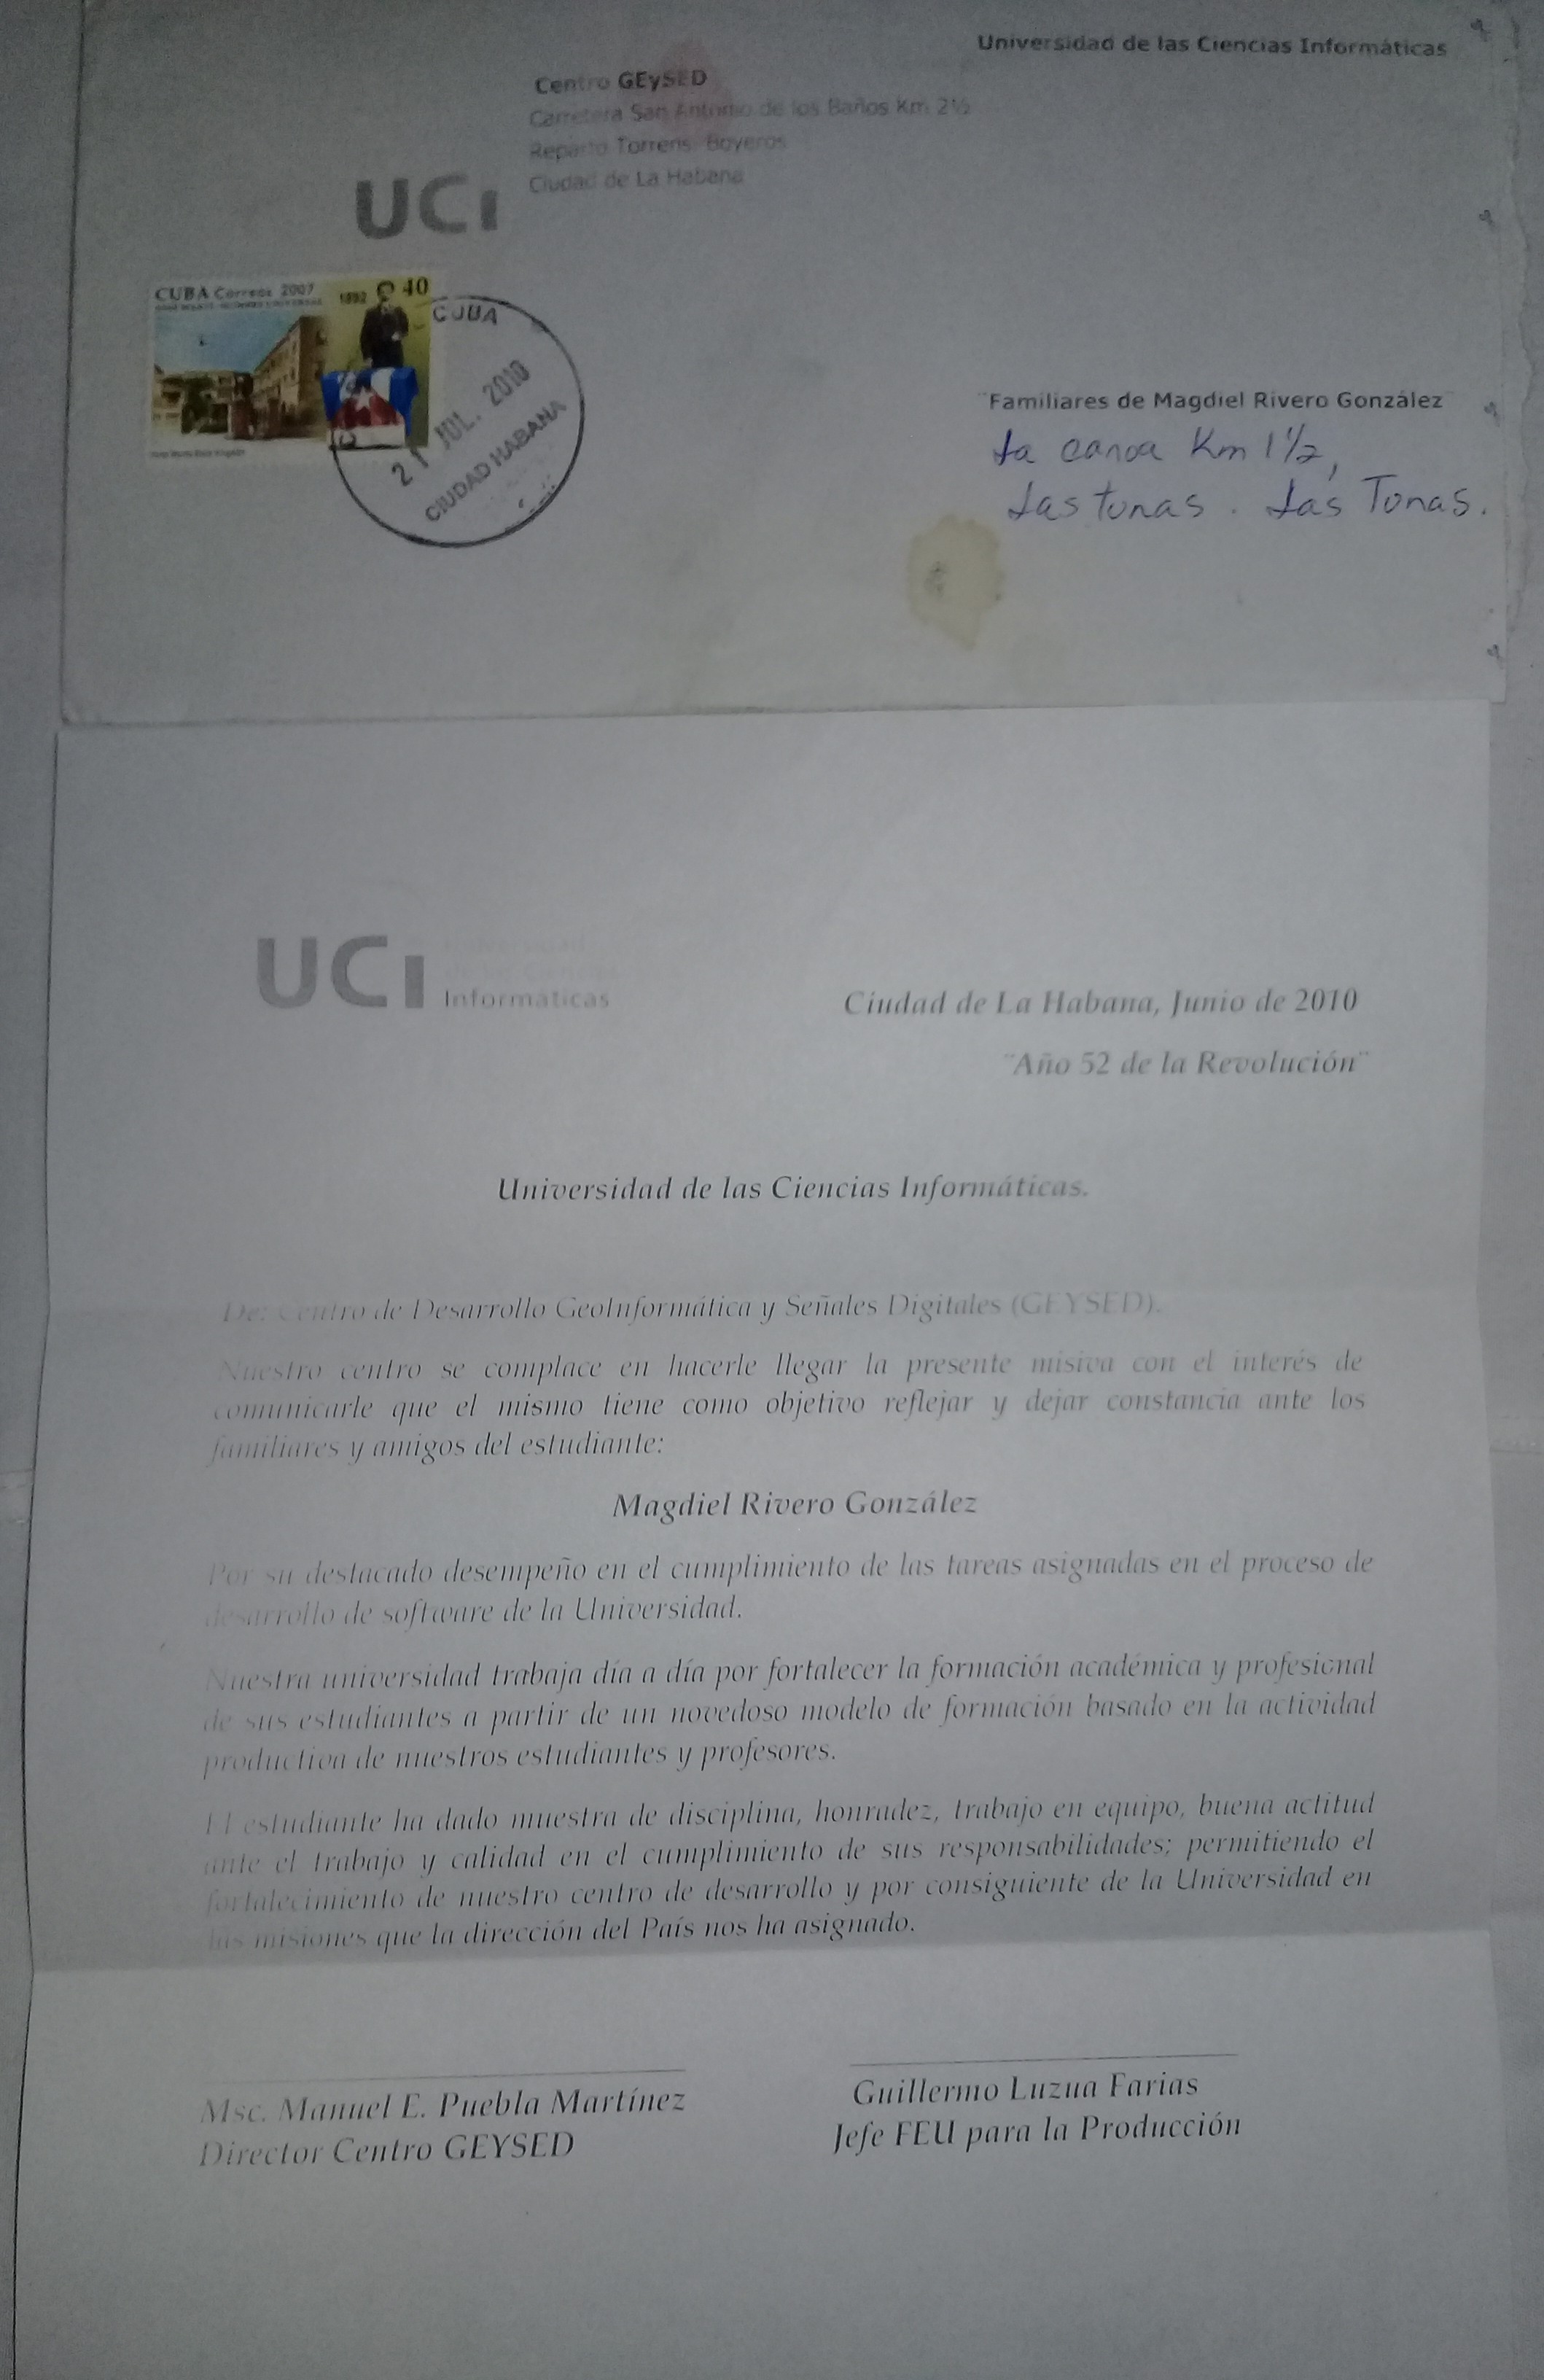 Universidad de las Ciencias Informáticas
Centro GEySED
Carretera San Antonio de los Baños Km 2½
Reparto Torrens. Boyeros
Ciudad de La Habana
UCi
CUBA Correos 2007
1892 40
CUBA
21 JUL. 2010
CIUDAD HABANA
¨Familiares de Magdiel Rivero González¨
La canoa Km 1½,
Las tunas. Las Tunas.
UCi
Informáticas
Ciudad de La Habana, Junio de 2010
¨Año 52 de la Revolución¨
Universidad de las Ciencias Informáticas.
De: Centro de Desarrollo GeoInformática y Señales Digitales (GEYSED).
Nuestro centro se complace en hacerle llegar la presente misiva con el interés de
comunicarle que el mismo tiene como objetivo reflejar y dejar constancia ante los
familiares y amigos del estudiante:
Magdiel Rivero González
Por su destacado desempeño en el cumplimiento de las tareas asignadas en el proceso de
desarrollo de software de la Universidad.
Nuestra universidad trabaja día a día por fortalecer la formación académica y profesional
de sus estudiantes a partir de un novedoso modelo de formación basado en la actividad
productiva de nuestros estudiantes y profesores.
El estudiante ha dado muestra de disciplina, honradez, trabajo en equipo, buena actitud
ante el trabajo y calidad en el cumplimiento de sus responsabilidades; permitiendo el
fortalecimiento de nuestro centro de desarrollo y por consiguiente de la Universidad en
las misiones que la dirección del País nos ha asignado.
Msc. Manuel E. Puebla Martínez
Director Centro GEYSED
Guillermo Luzua Farias
Jefe FEU para la Producción